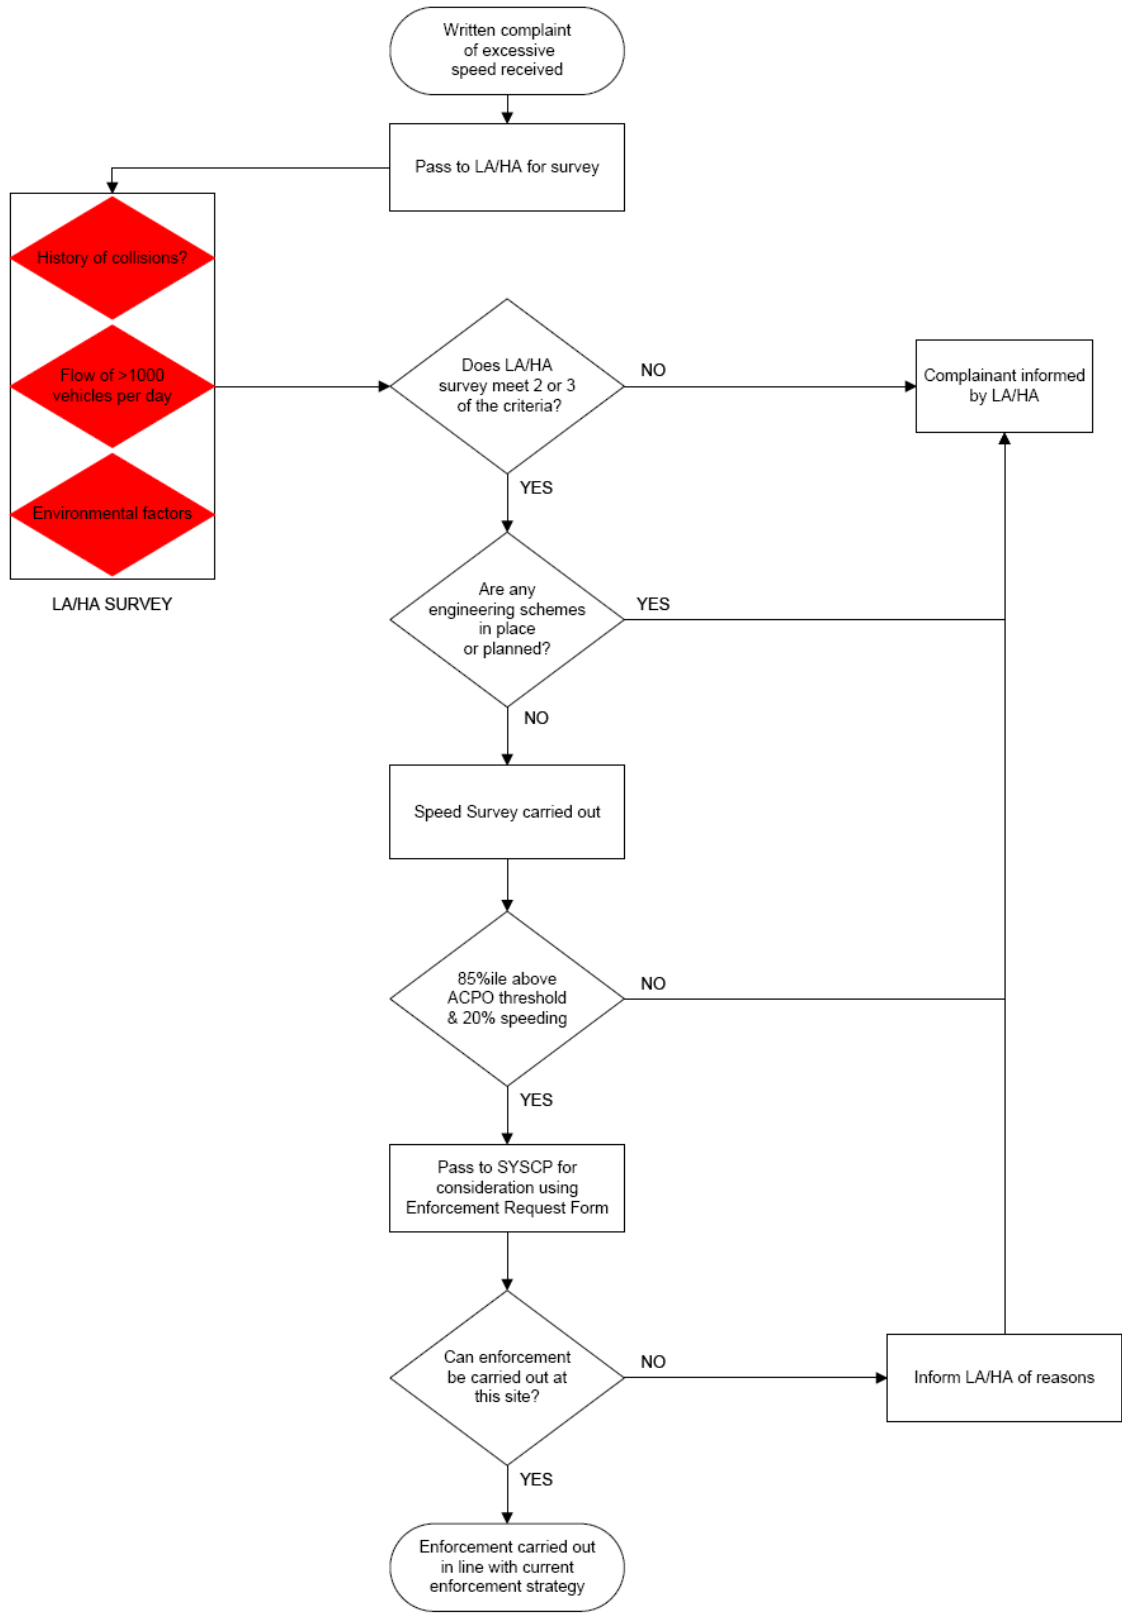 Written complaint
of excessive
speed received
Pass to LA/HA for survey
History of collisions?
Flow of >1000
vehicles per day
Environmental factors
LA/HA SURVEY
Does LA/HA
survey meet 2 or 3
of the criteria?
NO
Complainant informed
by LA/HA
YES
Are any
engineering schemes
in place
or planned?
YES
NO
Speed Survey carried out
85%ile above
ACPO threshold
& 20% speeding
NO
YES
Pass to SYSCP for
consideration using
Enforcement Request Form
Can enforcement
be carried out at
this site?
NO
Inform LA/HA of reasons
YES
Enforcement carried out
in line with current
enforcement strategy